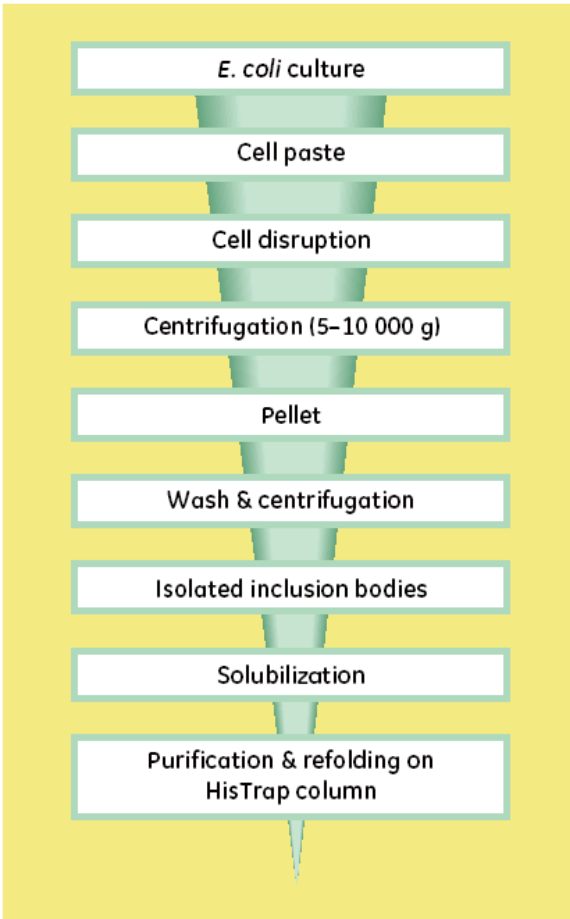 E. coli culture
Cell paste
Cell disruption
Centrifugation (5–10 000 g)
Pellet
Wash & centrifugation
Isolated inclusion bodies
Solubilization
Purification & refolding on
HisTrap column